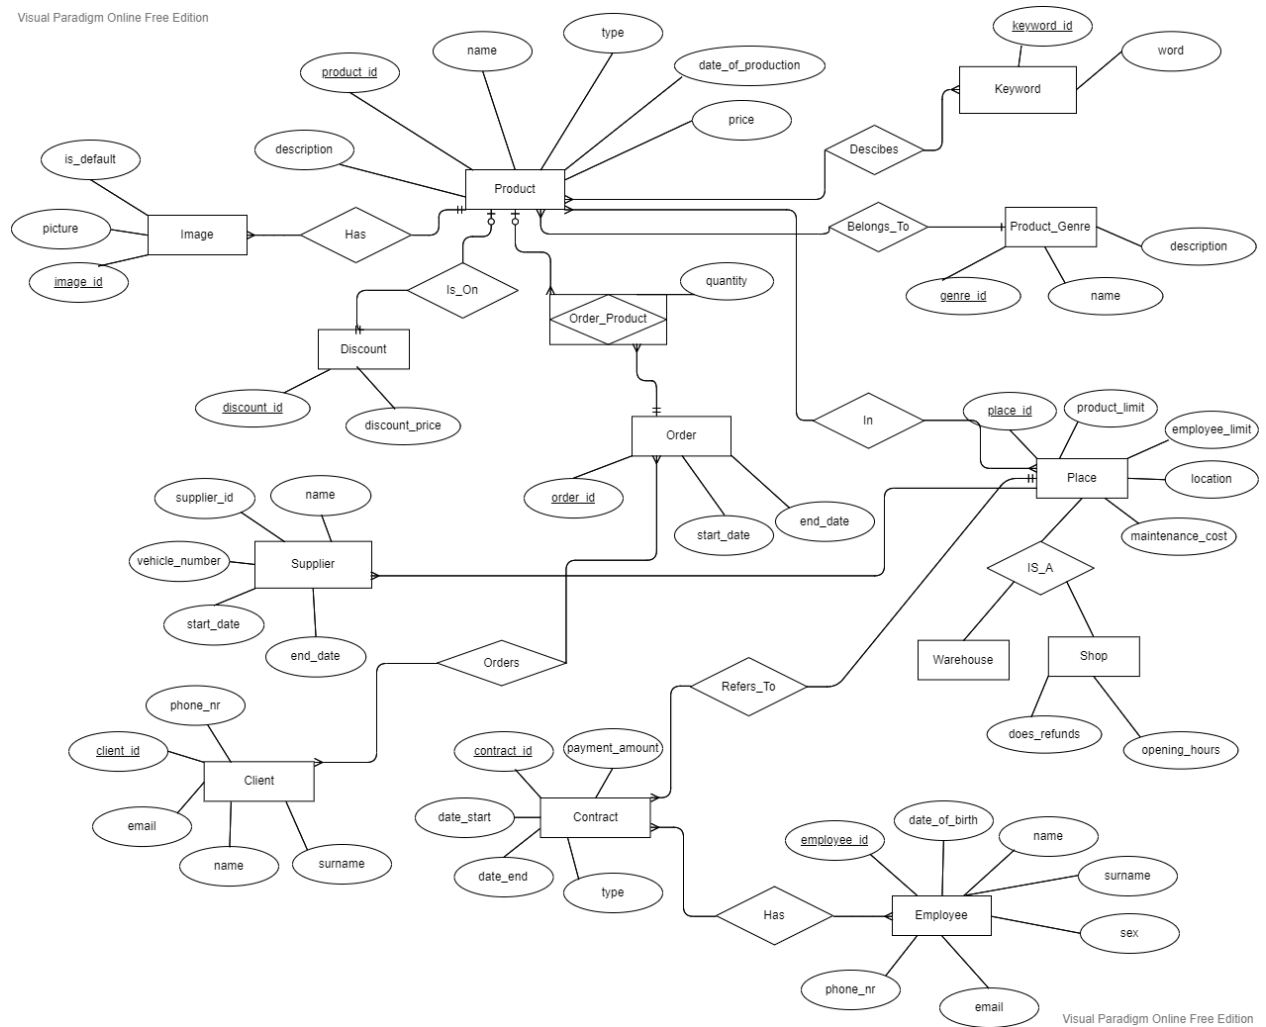 Visual Paradigm Online Free Edition
keyword_id
type
name
word
date_of_production
product_id
Keyword
price
description
Descibes
is_default
Product
picture
Image
Has
Belongs_To
Product_Genre
description
image_id
Is_On
quantity
genre_id
name
Order_Product
Discount
discount_id
discount_price
Order
In
place_id
product_limit
employee_limit
supplier_id
name
order_id
Place
location
start_date
end_date
maintenance_cost
vehicle_number
Supplier
IS_A
start_date
end_date
Orders
Warehouse
Shop
Refers_To
phone_nr
does_refunds
client_id
contract_id
payment_amount
opening_hours
Client
date_start
Contract
email
date_of_birth
employee_id
name
name
surname
date_end
type
surname
Has
Employee
sex
phone_nr
email
Visual Paradigm Online Free Edition